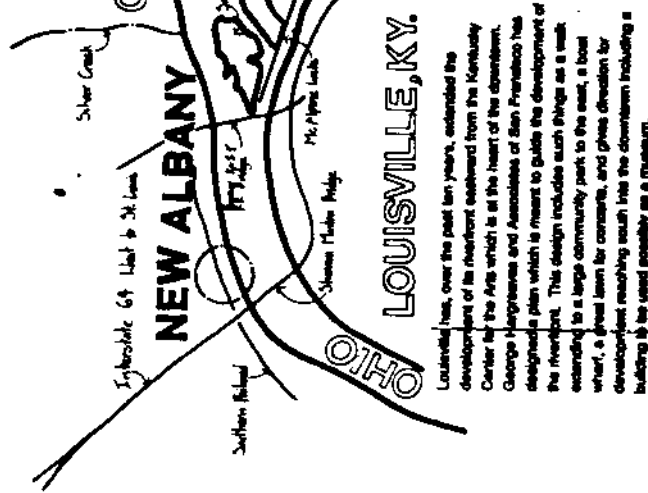 Silver Creek
Interstate 64 West to St. Louis
NEW ALBANY
Mc Alpine Locks
Sherman Minton Bridge
Southern Railroad
OHIO
LOUISVILLE, KY.
Louisville has, over the past ten years, extended the
development of its riverfront eastward from the Kentucky
Center for the Arts which is at the heart of the downtown.
George Hargreaves and Associates of San Francisco has
designed a plan which is meant to guide the development of
the riverfront. This design includes such things as a walk
extending to a large community park to the east, a boat
wharf, a great lawn for concerts, and gives direction for
development reaching south into the downtown including a
building to be used possibly as a museum.